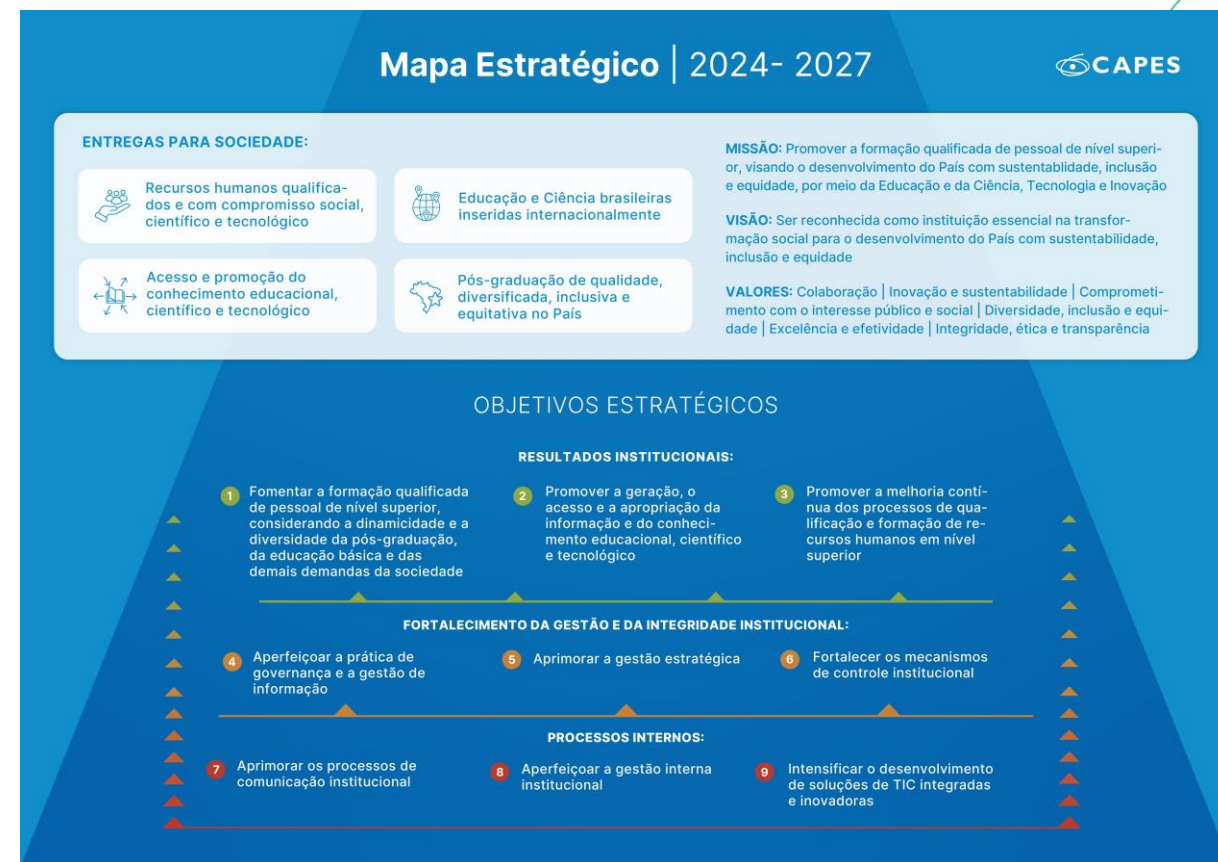 Mapa Estratégico | 2024- 2027
CAPES
ENTREGAS PARA SOCIEDADE:
Recursos humanos qualifica-
dos e com compromisso social,
científico e tecnológico
Educação e Ciência brasileiras
inseridas internacionalmente
Acesso e promoção do
conhecimento educacional,
científico e tecnológico
Pós-graduação de qualidade,
diversificada, inclusiva e
equitativa no País
MISSÃO: Promover a formação qualificada de pessoal de nível superi-
or, visando o desenvolvimento do País com sustentablidade, inclusão
e equidade, por meio da Educação e da Ciência, Tecnologia e Inovação
VISÃO: Ser reconhecida como instituição essencial na transfor-
mação social para o desenvolvimento do País com sustentabilidade,
inclusão e equidade
VALORES: Colaboração | Inovação e sustentabilidade | Comprometi-
mento com o interesse público e social | Diversidade, inclusão e equi-
dade | Excelência e efetividade | Integridade, ética e transparência
OBJETIVOS ESTRATÉGICOS
RESULTADOS INSTITUCIONAIS:
1 Fomentar a formação qualificada
de pessoal de nível superior,
considerando a dinamicidade e a
diversidade da pós-graduação,
da educação básica e das
demais demandas da sociedade
2 Promover a geração, o
acesso e a apropriação da
informação e do conheci-
mento educacional, científico
e tecnológico
3 Promover a melhoria contí-
nua dos processos de qua-
lificação e formação de re-
cursos humanos em nível
superior
FORTALECIMENTO DA GESTÃO E DA INTEGRIDADE INSTITUCIONAL:
4 Aperfeiçoar a prática de
governança e a gestão de
informação
5 Aprimorar a gestão estratégica
6 Fortalecer os mecanismos
de controle institucional
PROCESSOS INTERNOS:
7 Aprimorar os processos de
comunicação institucional
8 Aperfeiçoar a gestão interna
institucional
9 Intensificar o desenvolvimento
de soluções de TIC integradas
e inovadoras